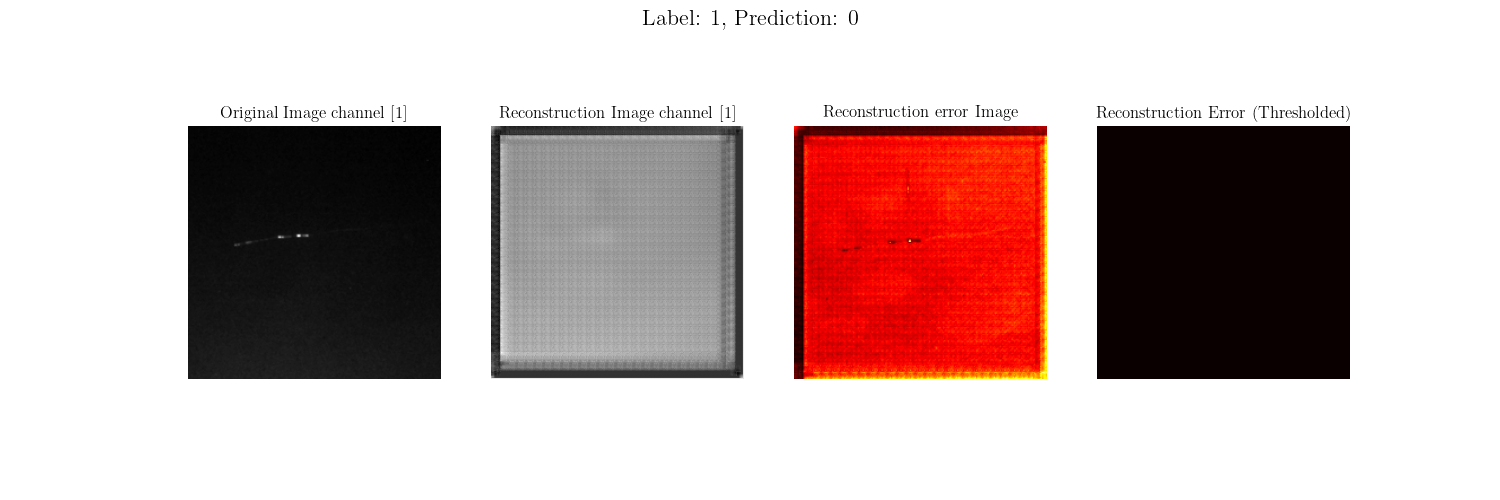 Label: 1, Prediction: 0
Original Image channel [1]
Reconstruction Image channel [1]
Reconstruction error Image
Reconstruction Error (Thresholded)